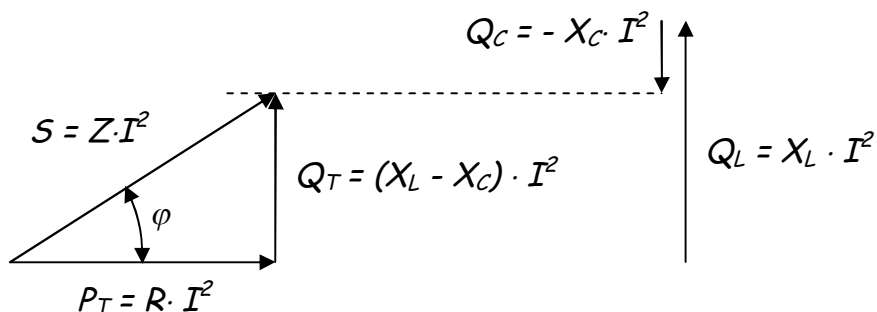 Q_C = - X_C· I²
S = Z·I²
Q_T = (X_L - X_C) · I²
Q_L = X_L · I²
φ
P_T = R· I²